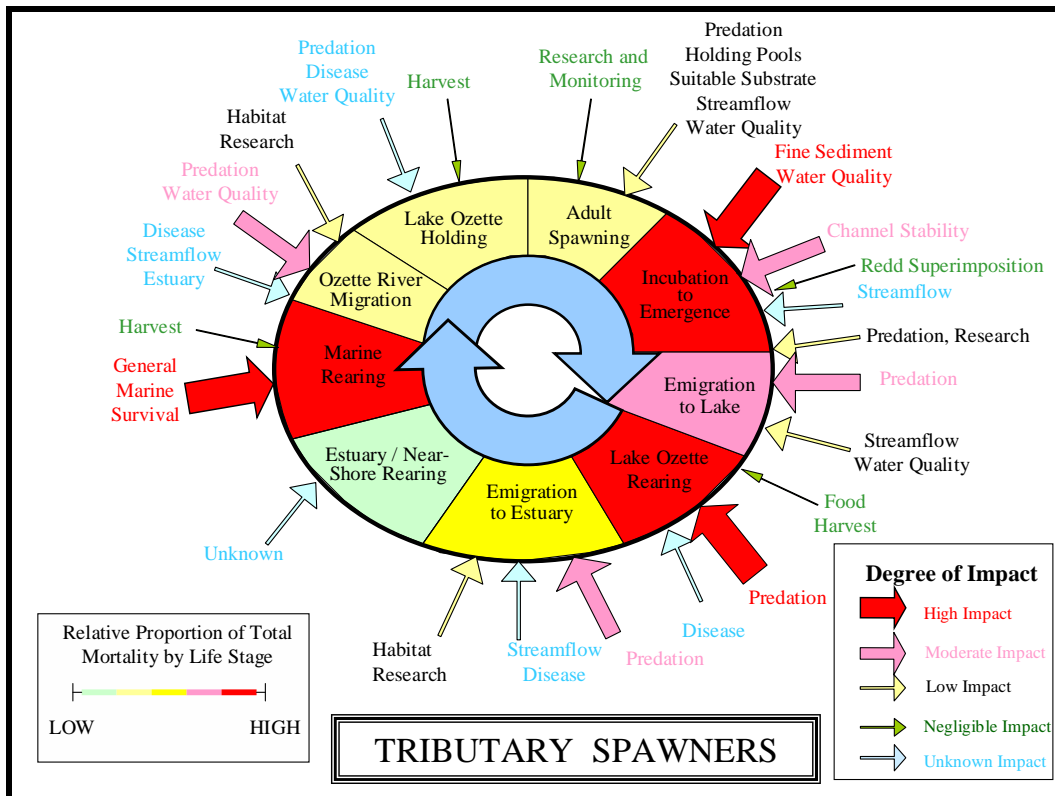 Predation
Holding Pools
Suitable Substrate
Streamflow
Water Quality
Research and
Monitoring
Predation
Disease
Water Quality
Harvest
Habitat
Research
Predation
Water Quality
Disease
Streamflow
Estuary
Harvest
General
Marine
Survival
Unknown
Fine Sediment
Water Quality
Channel Stability
Redd Superimposition
Streamflow
Predation, Research
Predation
Streamflow
Water Quality
Food
Harvest
Predation
Disease
Predation
Streamflow
Disease
Habitat
Research
Lake Ozette
Holding
Adult
Spawning
Incubation
to
Emergence
Emigration
to Lake
Lake Ozette
Rearing
Emigration
to Estuary
Estuary / Near-
Shore Rearing
Marine
Rearing
Ozette River
Migration
Relative Proportion of Total
Mortality by Life Stage
LOW HIGH
TRIBUTARY SPAWNERS
Degree of Impact
High Impact
Moderate Impact
Low Impact
Negligible Impact
Unknown Impact